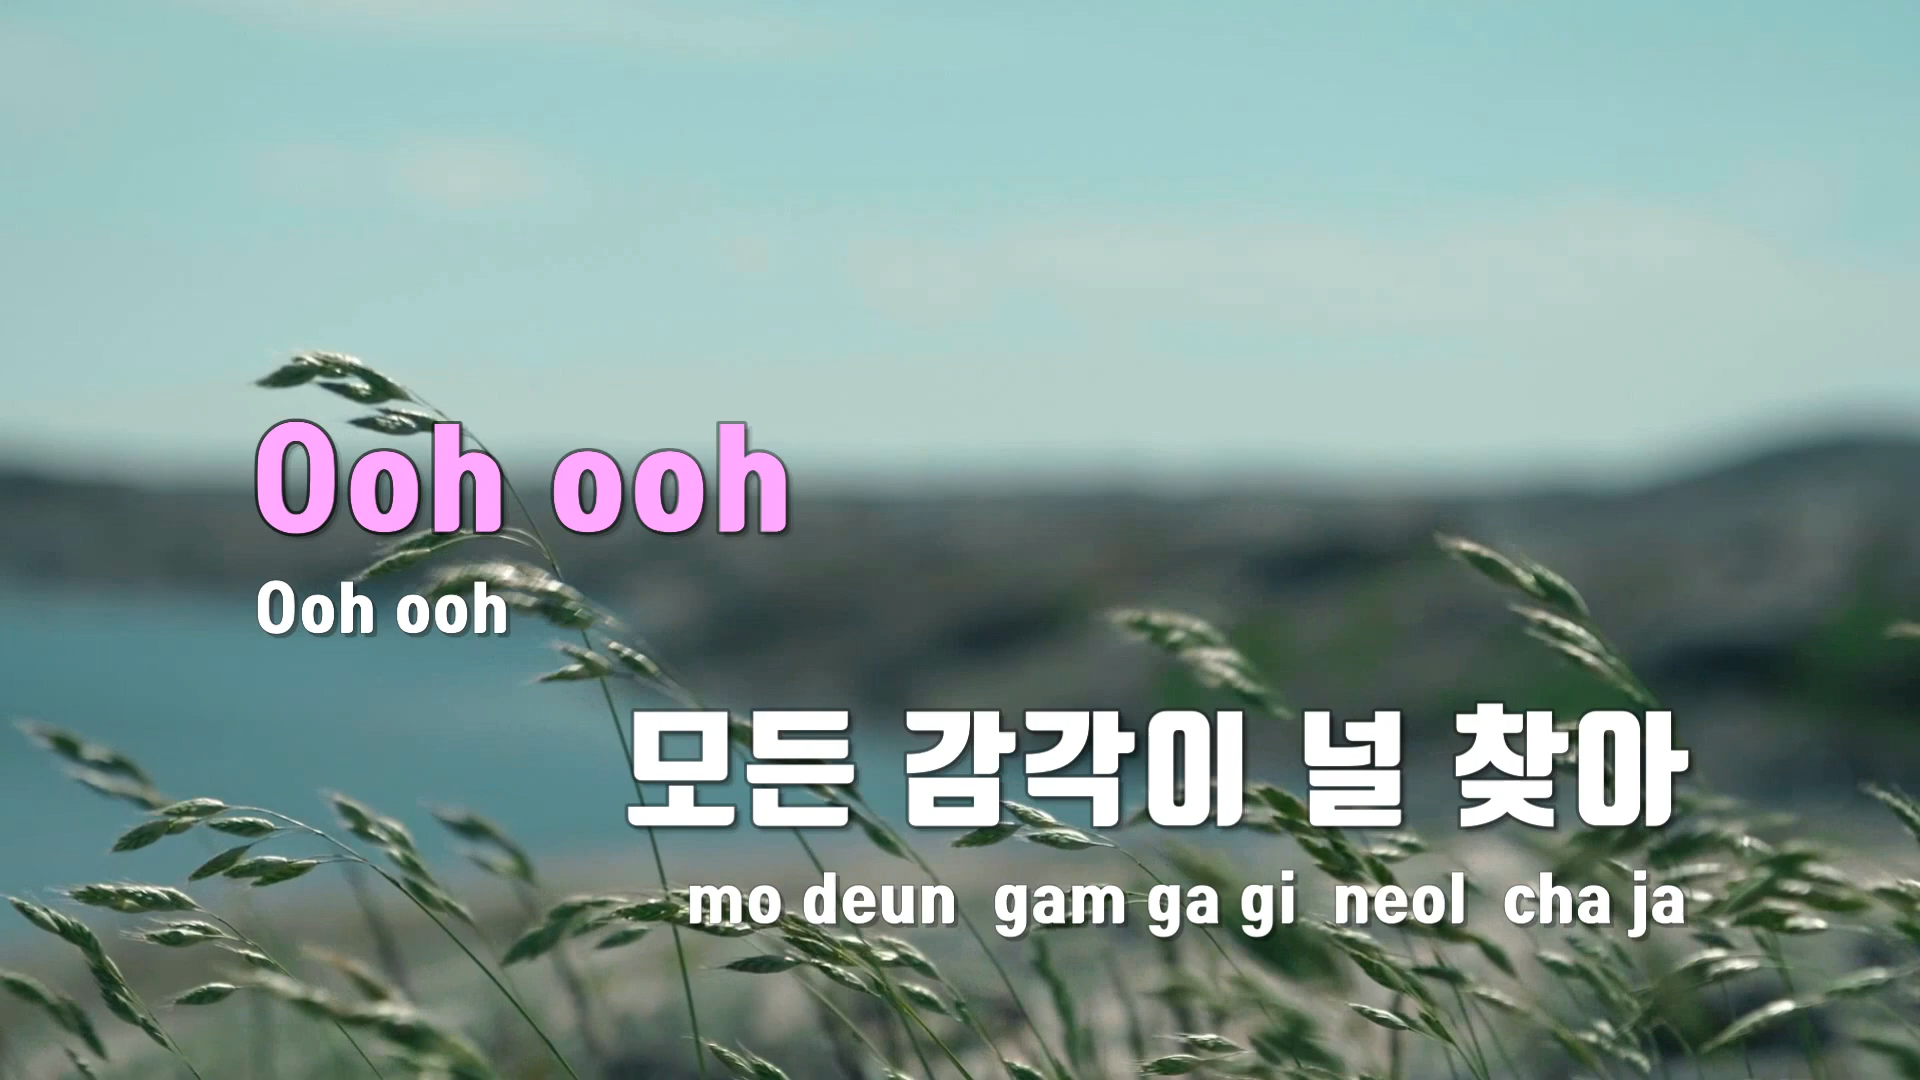 Ooh ooh
Ooh ooh
모든 감각이 널 찾아
mo deun gam ga gi neol cha ja